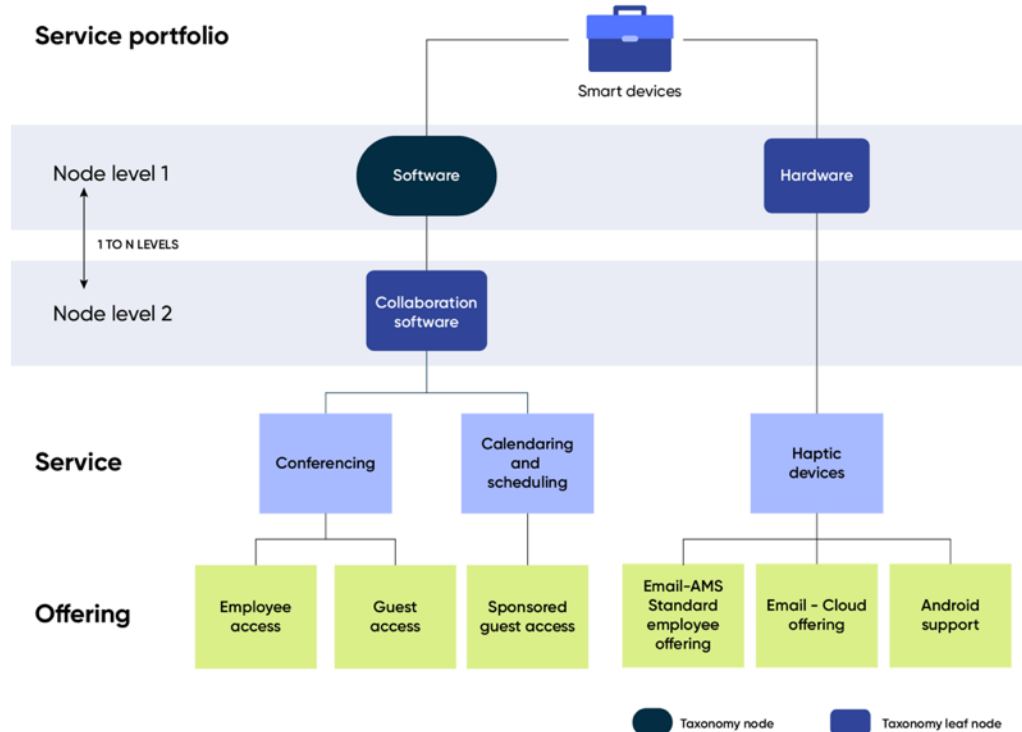 Service portfolio
Smart devices
Node level 1
Software
Hardware
1 TO N LEVELS
Node level 2
Collaboration
software
Service
Conferencing
Calendaring
and
scheduling
Haptic
devices
Offering
Employee
access
Guest
access
Sponsored
guest access
Email-AMS
Standard
employee
offering
Email - Cloud
offering
Android
support
Taxonomy node
Taxonomy leaf node